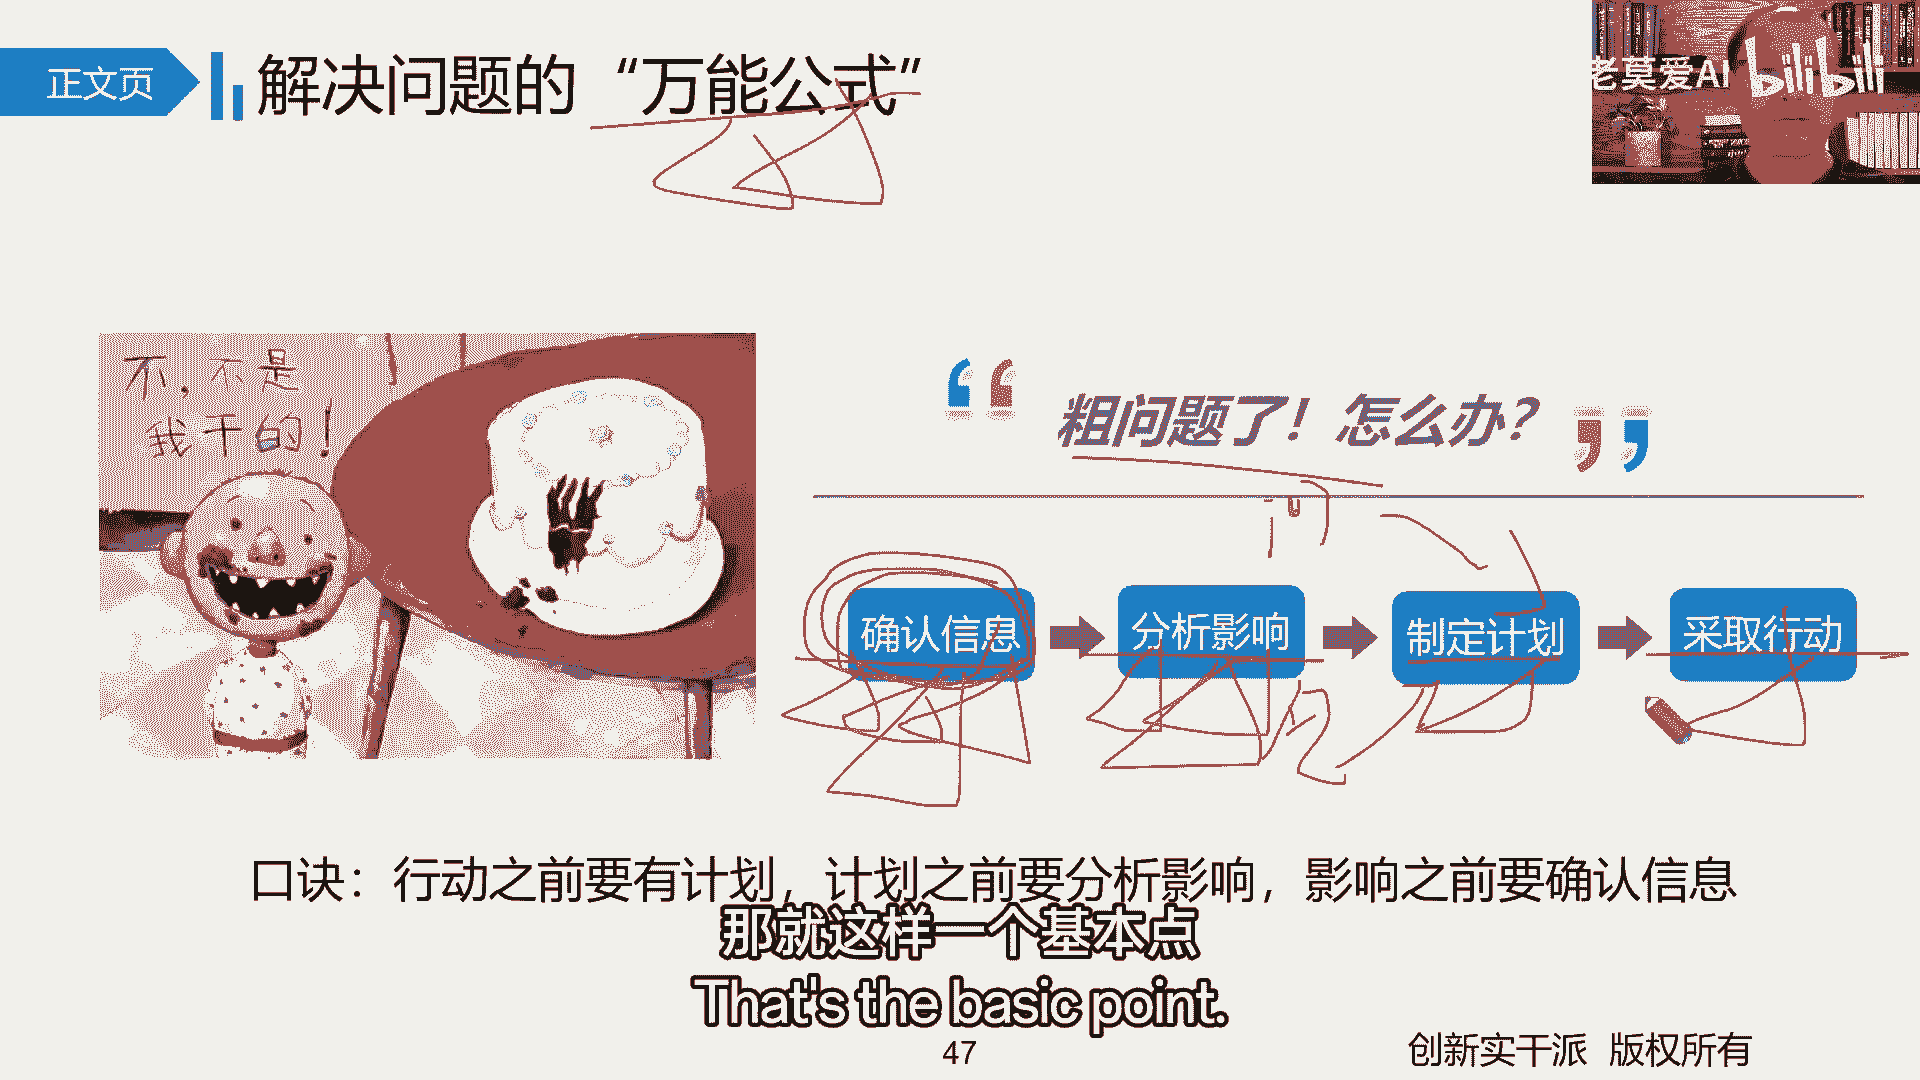 正文页
解决问题的“万能公式”
老莫爱AI
bilibili
不,不是
我干的!
“粗问题了!怎么办?”
确认信息
分析影响
制定计划
采取行动
口诀：行动之前要有计划，计划之前要分析影响，影响之前要确认信息
那就这样一个基本点
That's the basic point.
47
创新实干派 版权所有